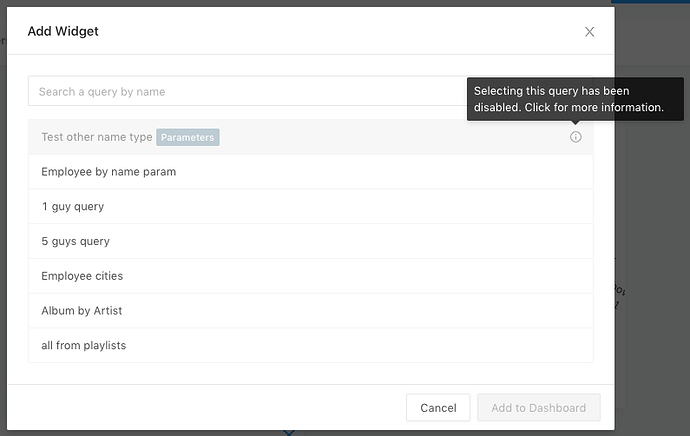 Add Widget
Search a query by name
Selecting this query has been
disabled. Click for more information.
Test other name type Parameters
Employee by name param
1 guy query
5 guys query
Employee cities
Album by Artist
all from playlists
Cancel Add to Dashboard